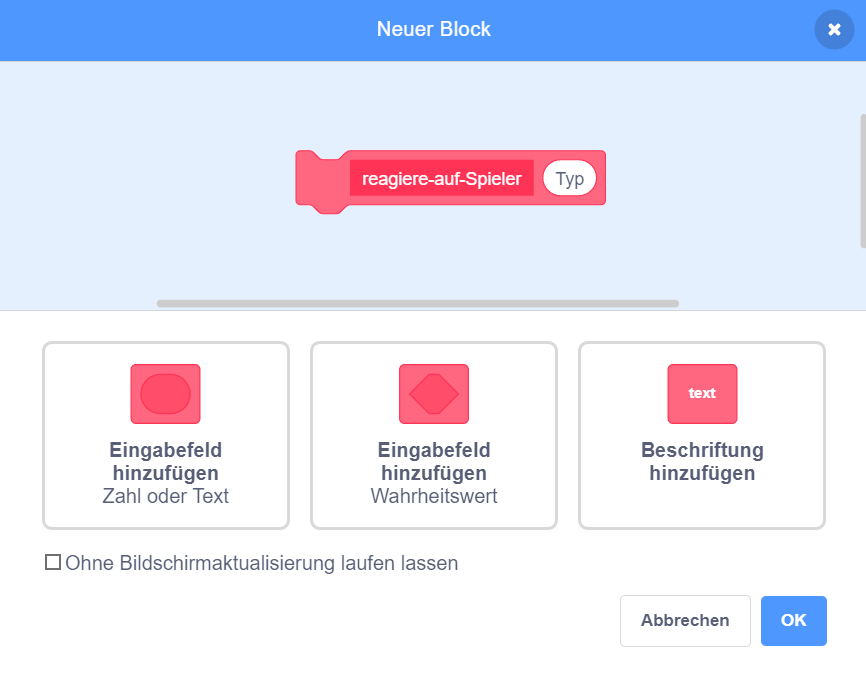 Neuer Block
reagiere-auf-Spieler Typ
Eingabefeld
hinzufügen
Zahl oder Text
Eingabefeld
hinzufügen
Wahrheitswert
text
Beschriftung
hinzufügen
Ohne Bildschirmaktualisierung laufen lassen
Abbrechen OK